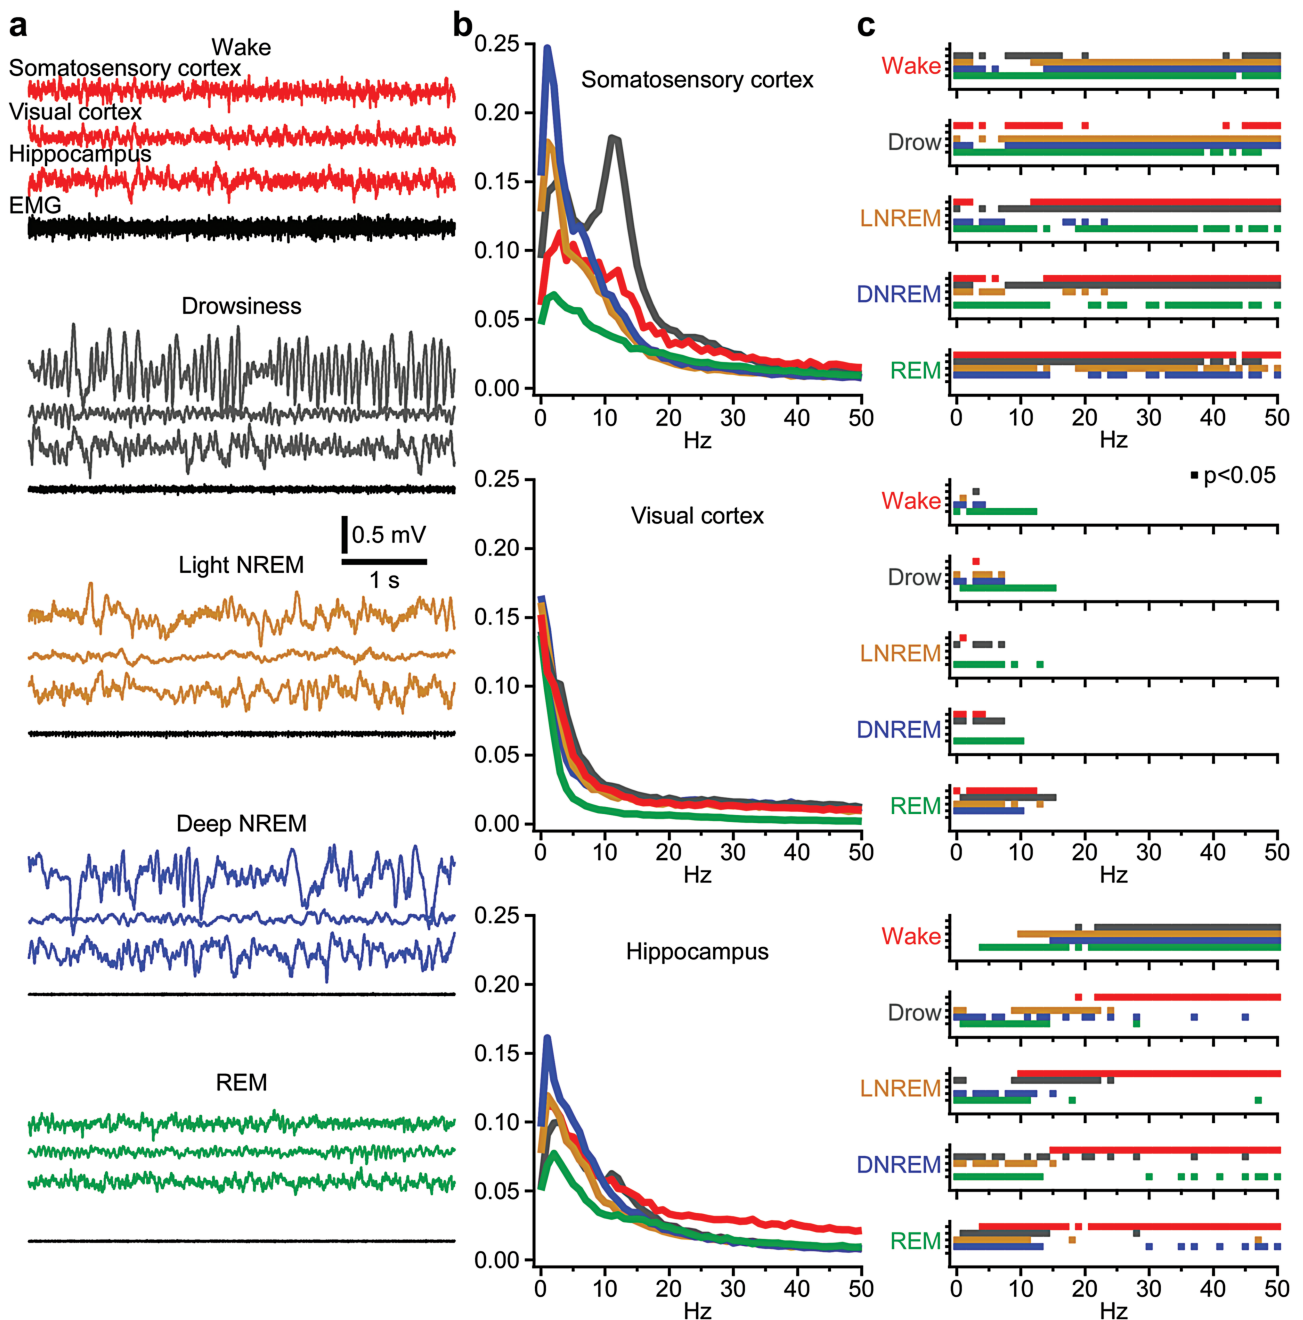 a
Wake
Somatosensory cortex
Visual cortex
Hippocampus
EMG
Drowsiness
0.5 mV
1 s
Light NREM
Deep NREM
REM
b
Somatosensory cortex
0.25
0.20
0.15
0.10
0.05
0.00
0 10 20 30 40 50
Hz
Visual cortex
0.25
0.20
0.15
0.10
0.05
0.00
0 10 20 30 40 50
Hz
Hippocampus
0.25
0.20
0.15
0.10
0.05
0.00
0 10 20 30 40 50
Hz
c
Wake
Drow
LNREM
DNREM
REM
0 10 20 30 40 50
Hz
p<0.05
Wake
Drow
LNREM
DNREM
REM
0 10 20 30 40 50
Hz
Wake
Drow
LNREM
DNREM
REM
0 10 20 30 40 50
Hz